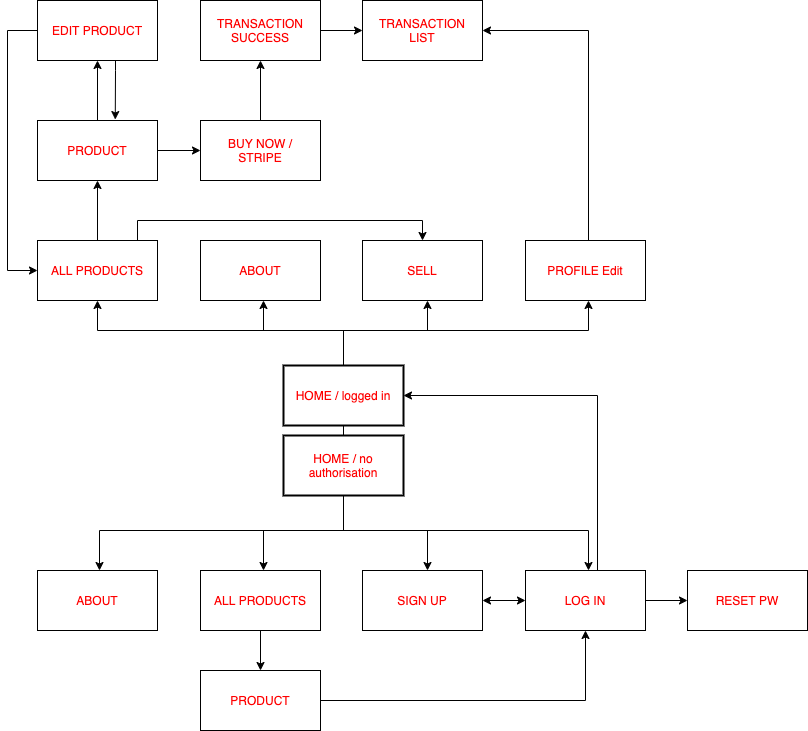 EDIT PRODUCT
TRANSACTION
SUCCESS
TRANSACTION
LIST
PRODUCT
BUY NOW /
STRIPE
ALL PRODUCTS
ABOUT
SELL
PROFILE Edit
HOME / logged in
HOME / no
authorisation
ABOUT
ALL PRODUCTS
SIGN UP
LOG IN
RESET PW
PRODUCT